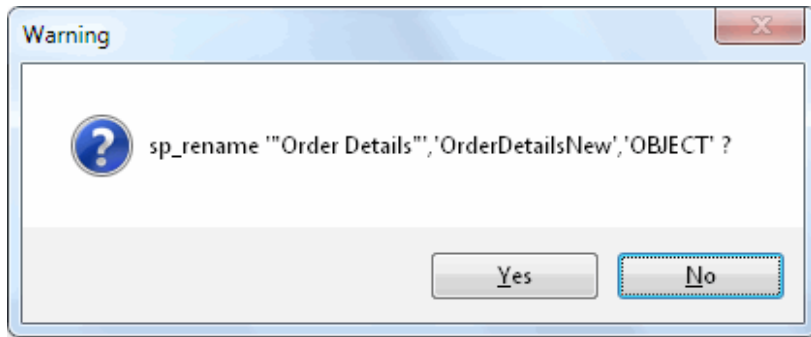 Warning
sp_rename '"Order Details"','OrderDetailsNew','OBJECT' ?
Yes
No